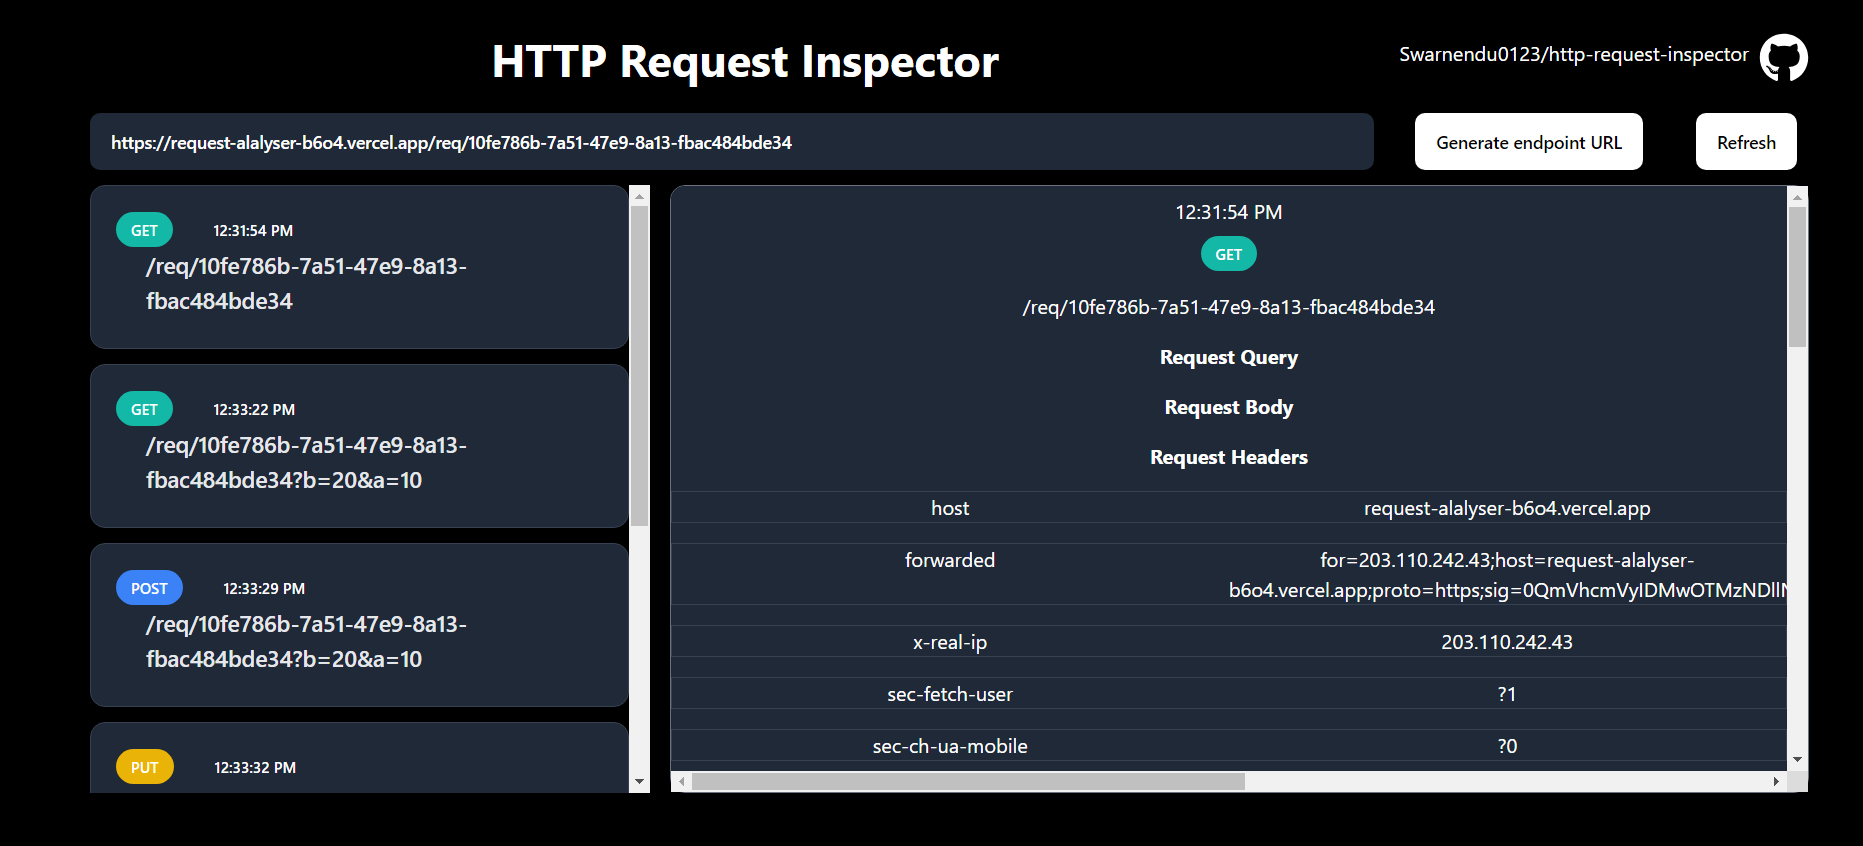 HTTP Request Inspector
Swarnendu0123/http-request-inspector
https://request-alalyser-b6o4.vercel.app/req/10fe786b-7a51-47e9-8a13-fbac484bde34
Generate endpoint URL
Refresh
GET 12:31:54 PM
/req/10fe786b-7a51-47e9-8a13-
fbac484bde34
GET 12:33:22 PM
/req/10fe786b-7a51-47e9-8a13-
fbac484bde34?b=20&a=10
POST 12:33:29 PM
/req/10fe786b-7a51-47e9-8a13-
fbac484bde34?b=20&a=10
PUT 12:33:32 PM
12:31:54 PM
GET
/req/10fe786b-7a51-47e9-8a13-fbac484bde34
Request Query
Request Body
Request Headers
host request-alalyser-b6o4.vercel.app
forwarded for=203.110.242.43;host=request-alalyser-
b6o4.vercel.app;proto=https;sig=0QmVhcmVyIDMwOTMzNDllN
x-real-ip 203.110.242.43
sec-fetch-user ?1
sec-ch-ua-mobile ?0